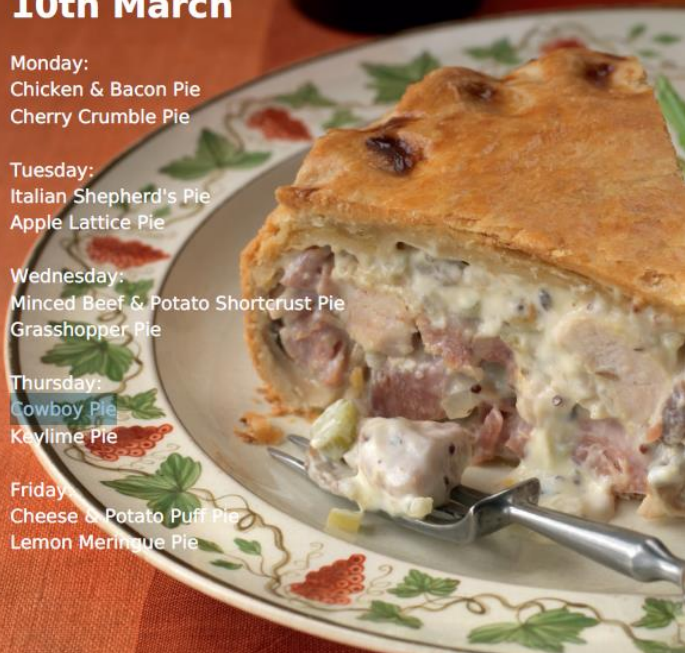 10th March
Monday:
Chicken & Bacon Pie
Cherry Crumble Pie
Tuesday:
Italian Shepherd's Pie
Apple Lattice Pie
Wednesday:
Minced Beef & Potato Shortcrust Pie
Grasshopper Pie
Thursday:
Cowboy Pie
Keylime Pie
Friday:
Cheese & Potato Puff Pie
Lemon Meringue Pie